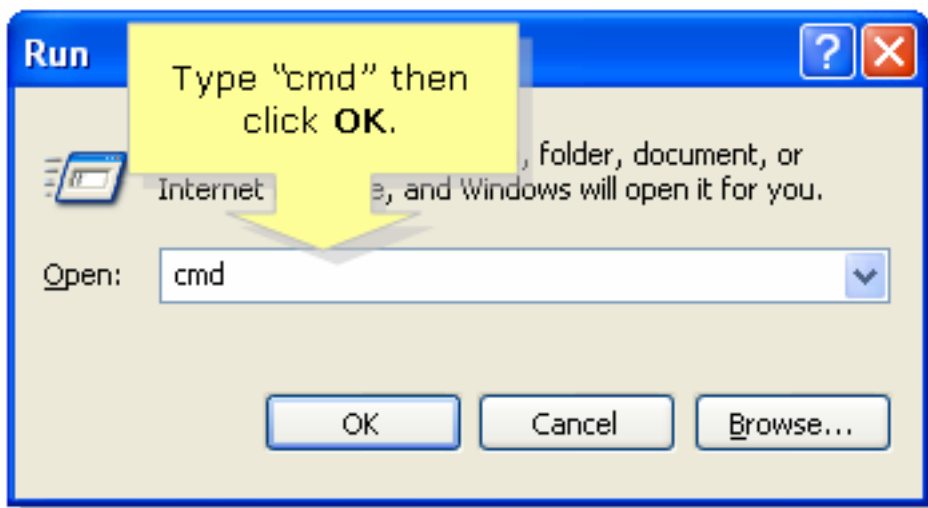 Run
Type “cmd” then
click OK.
, folder, document, or
Internet , and Windows will open it for you.
Open:
cmd
OK
Cancel
Browse...